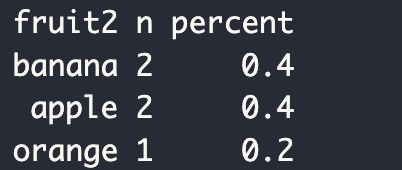 fruit2 n percent
banana 2     0.4
 apple 2     0.4
orange 1     0.2